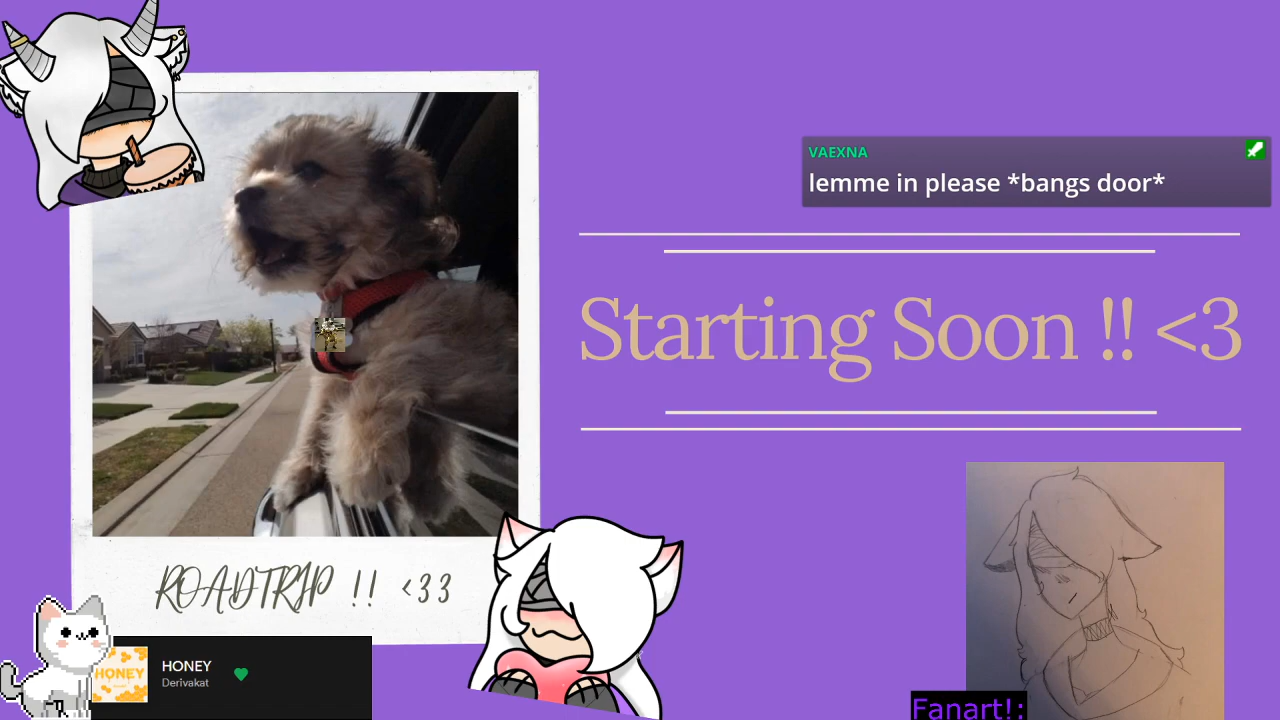 VAEXNA
lemme in please *bangs door*
Starting Soon !! <3
ROADTRIP !! <33
HONEY
HONEY
Derivakat
Fanart!: